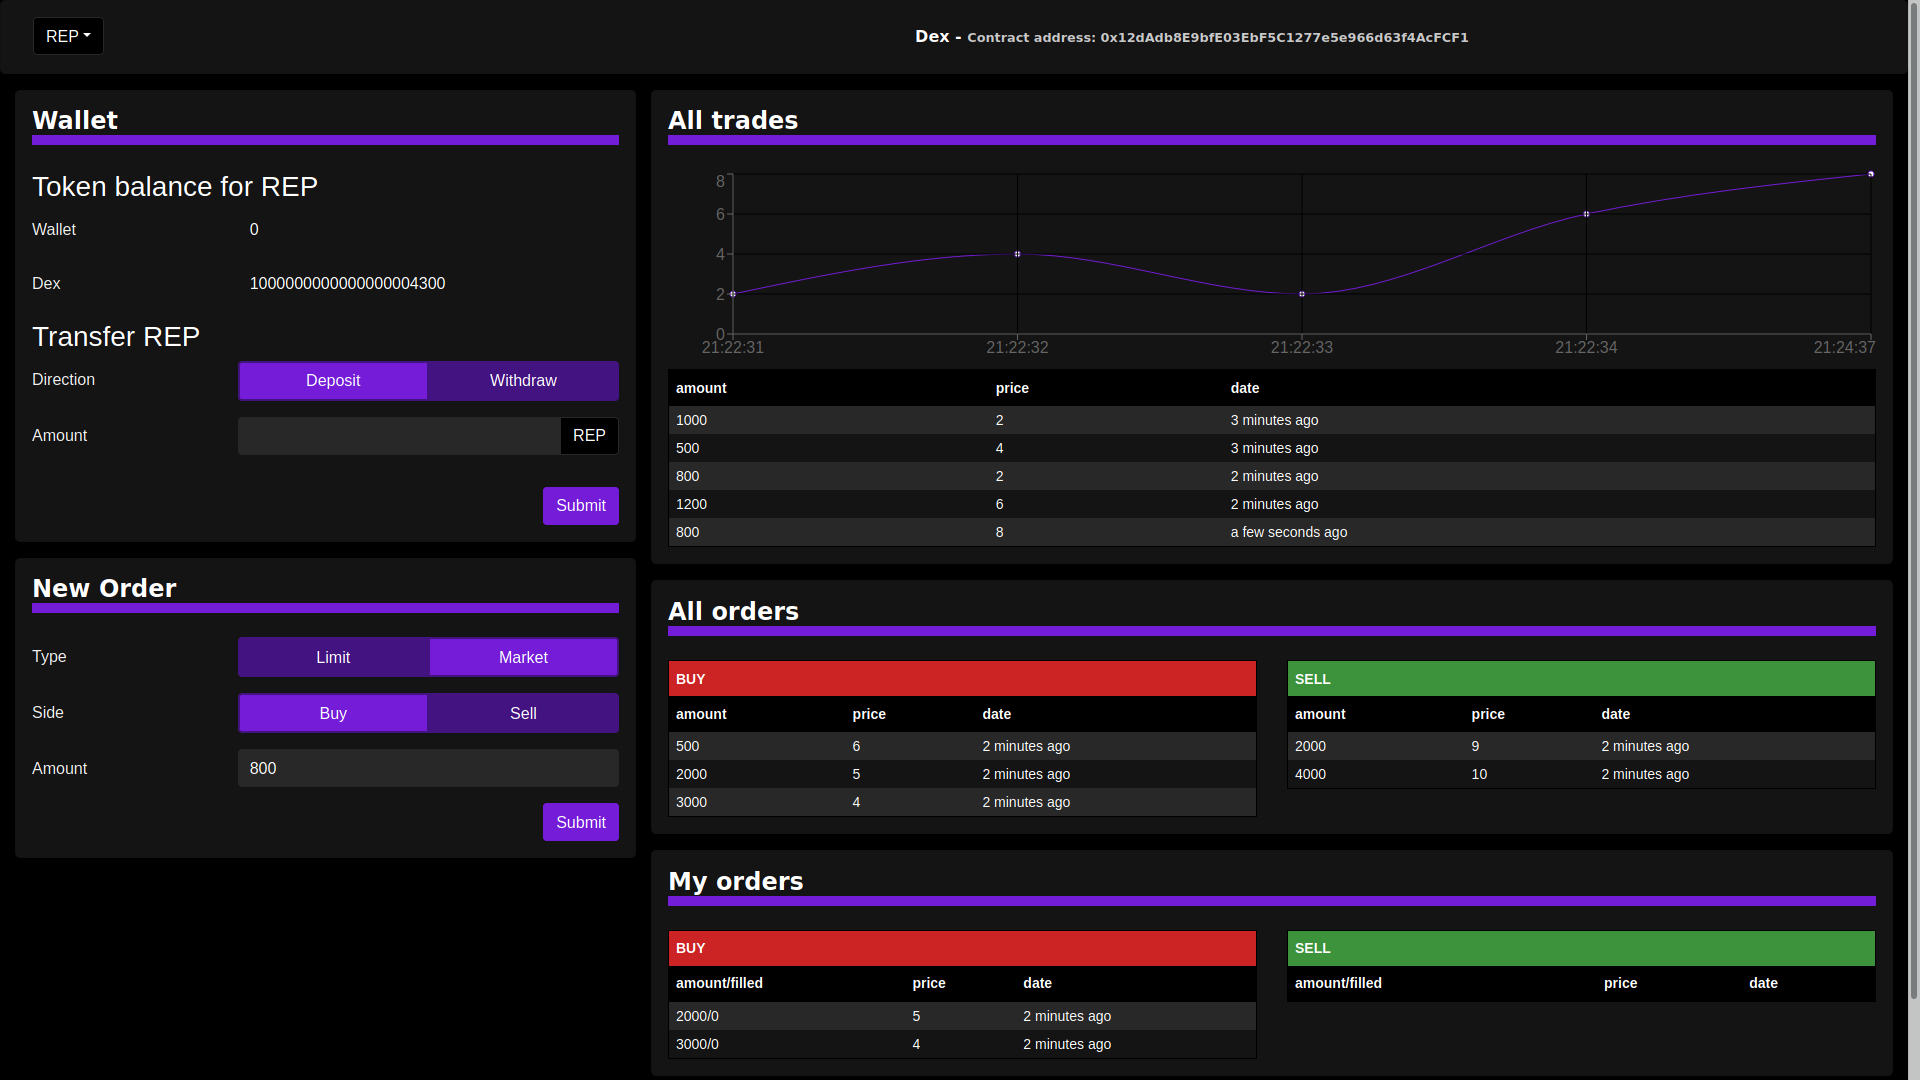 REP
Dex - Contract address: 0x12dAdb8E9bfE03EbF5C1277e5e966d63f4AcFCF1
Wallet
Token balance for REP
Wallet 0
Dex 1000000000000000004300
Transfer REP
Direction Deposit Withdraw
Amount REP
Submit
New Order
Type Limit Market
Side Buy Sell
Amount 800
Submit
All trades
8
6
4
2
0
21:22:31 21:22:32 21:22:33 21:22:34 21:24:37
amount price date
1000 2 3 minutes ago
500 4 3 minutes ago
800 2 2 minutes ago
1200 6 2 minutes ago
800 8 a few seconds ago
All orders
BUY
amount price date
500 6 2 minutes ago
2000 5 2 minutes ago
3000 4 2 minutes ago
SELL
amount price date
2000 9 2 minutes ago
4000 10 2 minutes ago
My orders
BUY
amount/filled price date
2000/0 5 2 minutes ago
3000/0 4 2 minutes ago
SELL
amount/filled price date